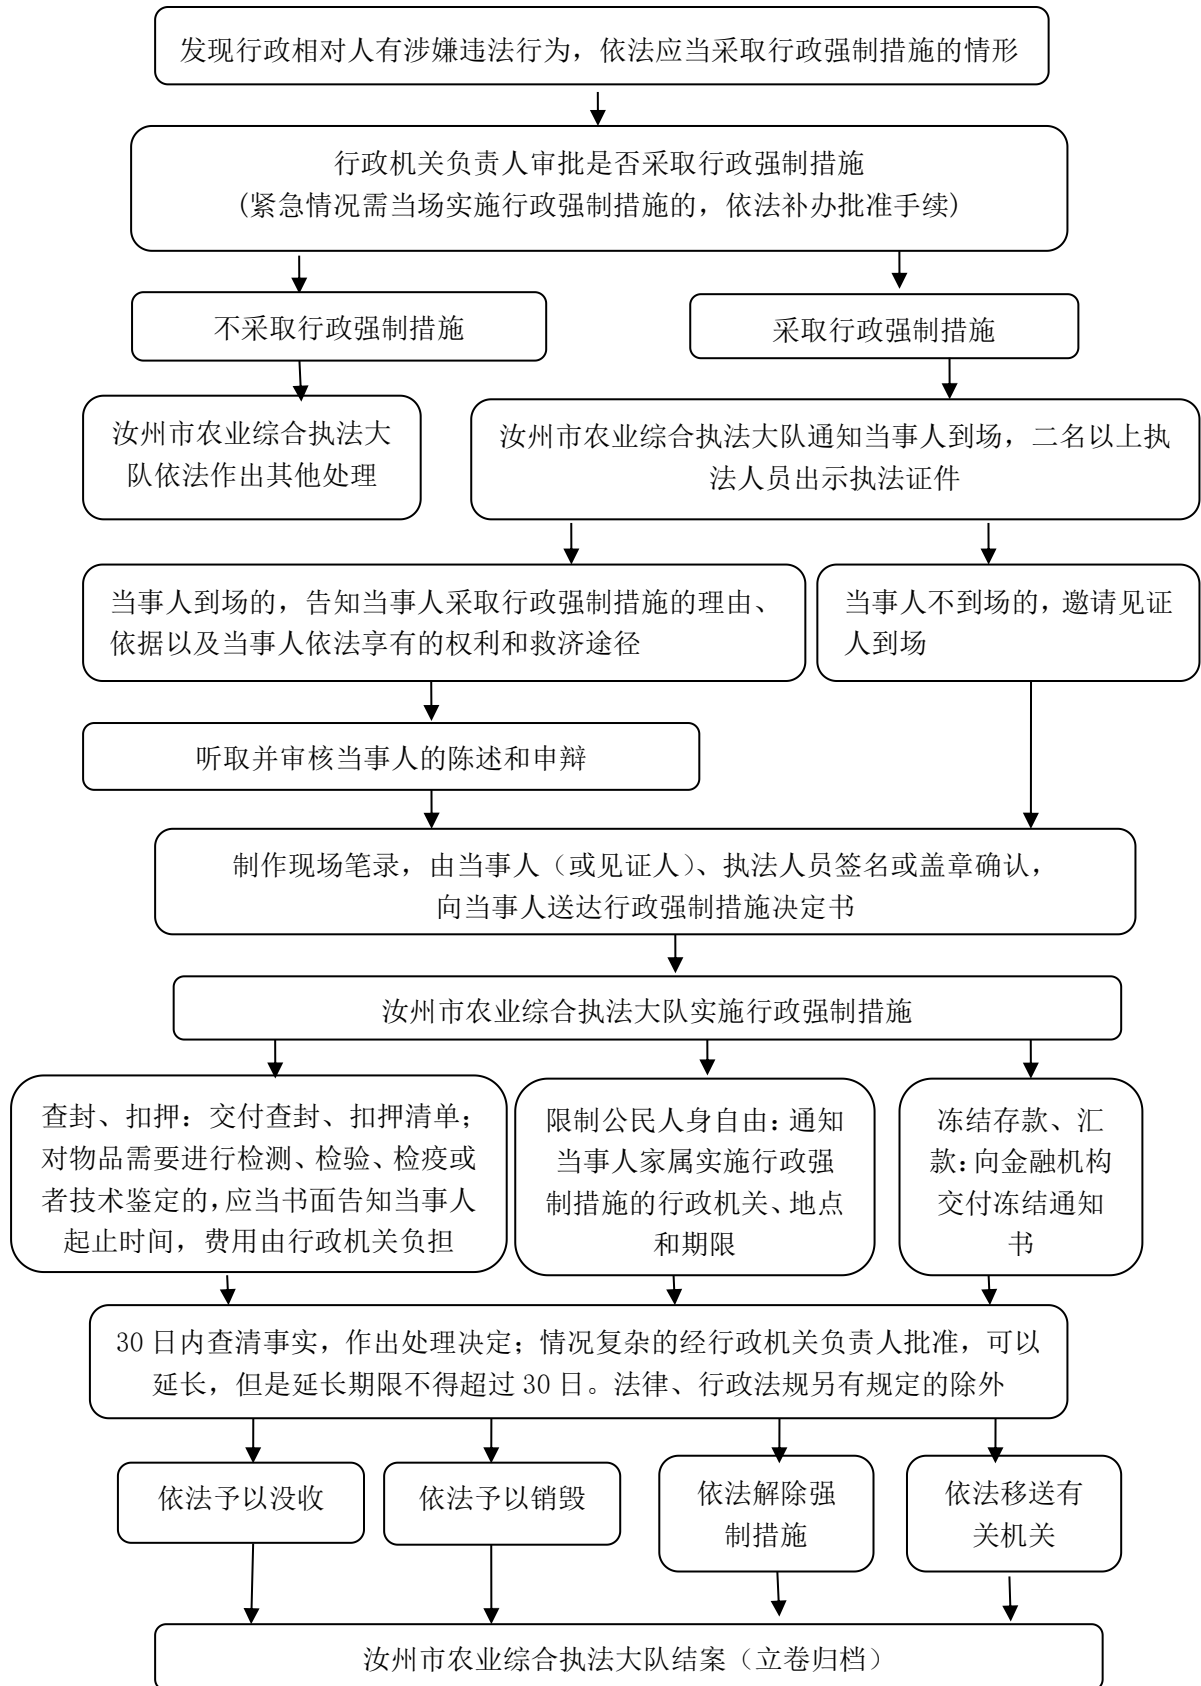 发现行政相对人有涉嫌违法行为，依法应当采取行政强制措施的情形
行政机关负责人审批是否采取行政强制措施
(紧急情况需当场实施行政强制措施的，依法补办批准手续)
不采取行政强制措施
采取行政强制措施
汝州市农业综合执法大
队依法作出其他处理
汝州市农业综合执法大队通知当事人到场，二名以上执
法人员出示执法证件
当事人到场的，告知当事人采取行政强制措施的理由、
依据以及当事人依法享有的权利和救济途径
当事人不到场的，邀请见证
人到场
听取并审核当事人的陈述和申辩
制作现场笔录，由当事人（或见证人）、执法人员签名或盖章确认，
向当事人送达行政强制措施决定书
汝州市农业综合执法大队实施行政强制措施
查封、扣押：交付查封、扣押清单；
对物品需要进行检测、检验、检疫或
者技术鉴定的，应当书面告知当事人
起止时间，费用由行政机关负担
限制公民人身自由：通知
当事人家属实施行政强
制措施的行政机关、地点
和期限
冻结存款、汇
款：向金融机构
交付冻结通知
书
30 日内查清事实，作出处理决定；情况复杂的经行政机关负责人批准，可以
延长，但是延长期限不得超过 30 日。法律、行政法规另有规定的除外
依法予以没收
依法予以销毁
依法解除强
制措施
依法移送有
关机关
汝州市农业综合执法大队结案（立卷归档）